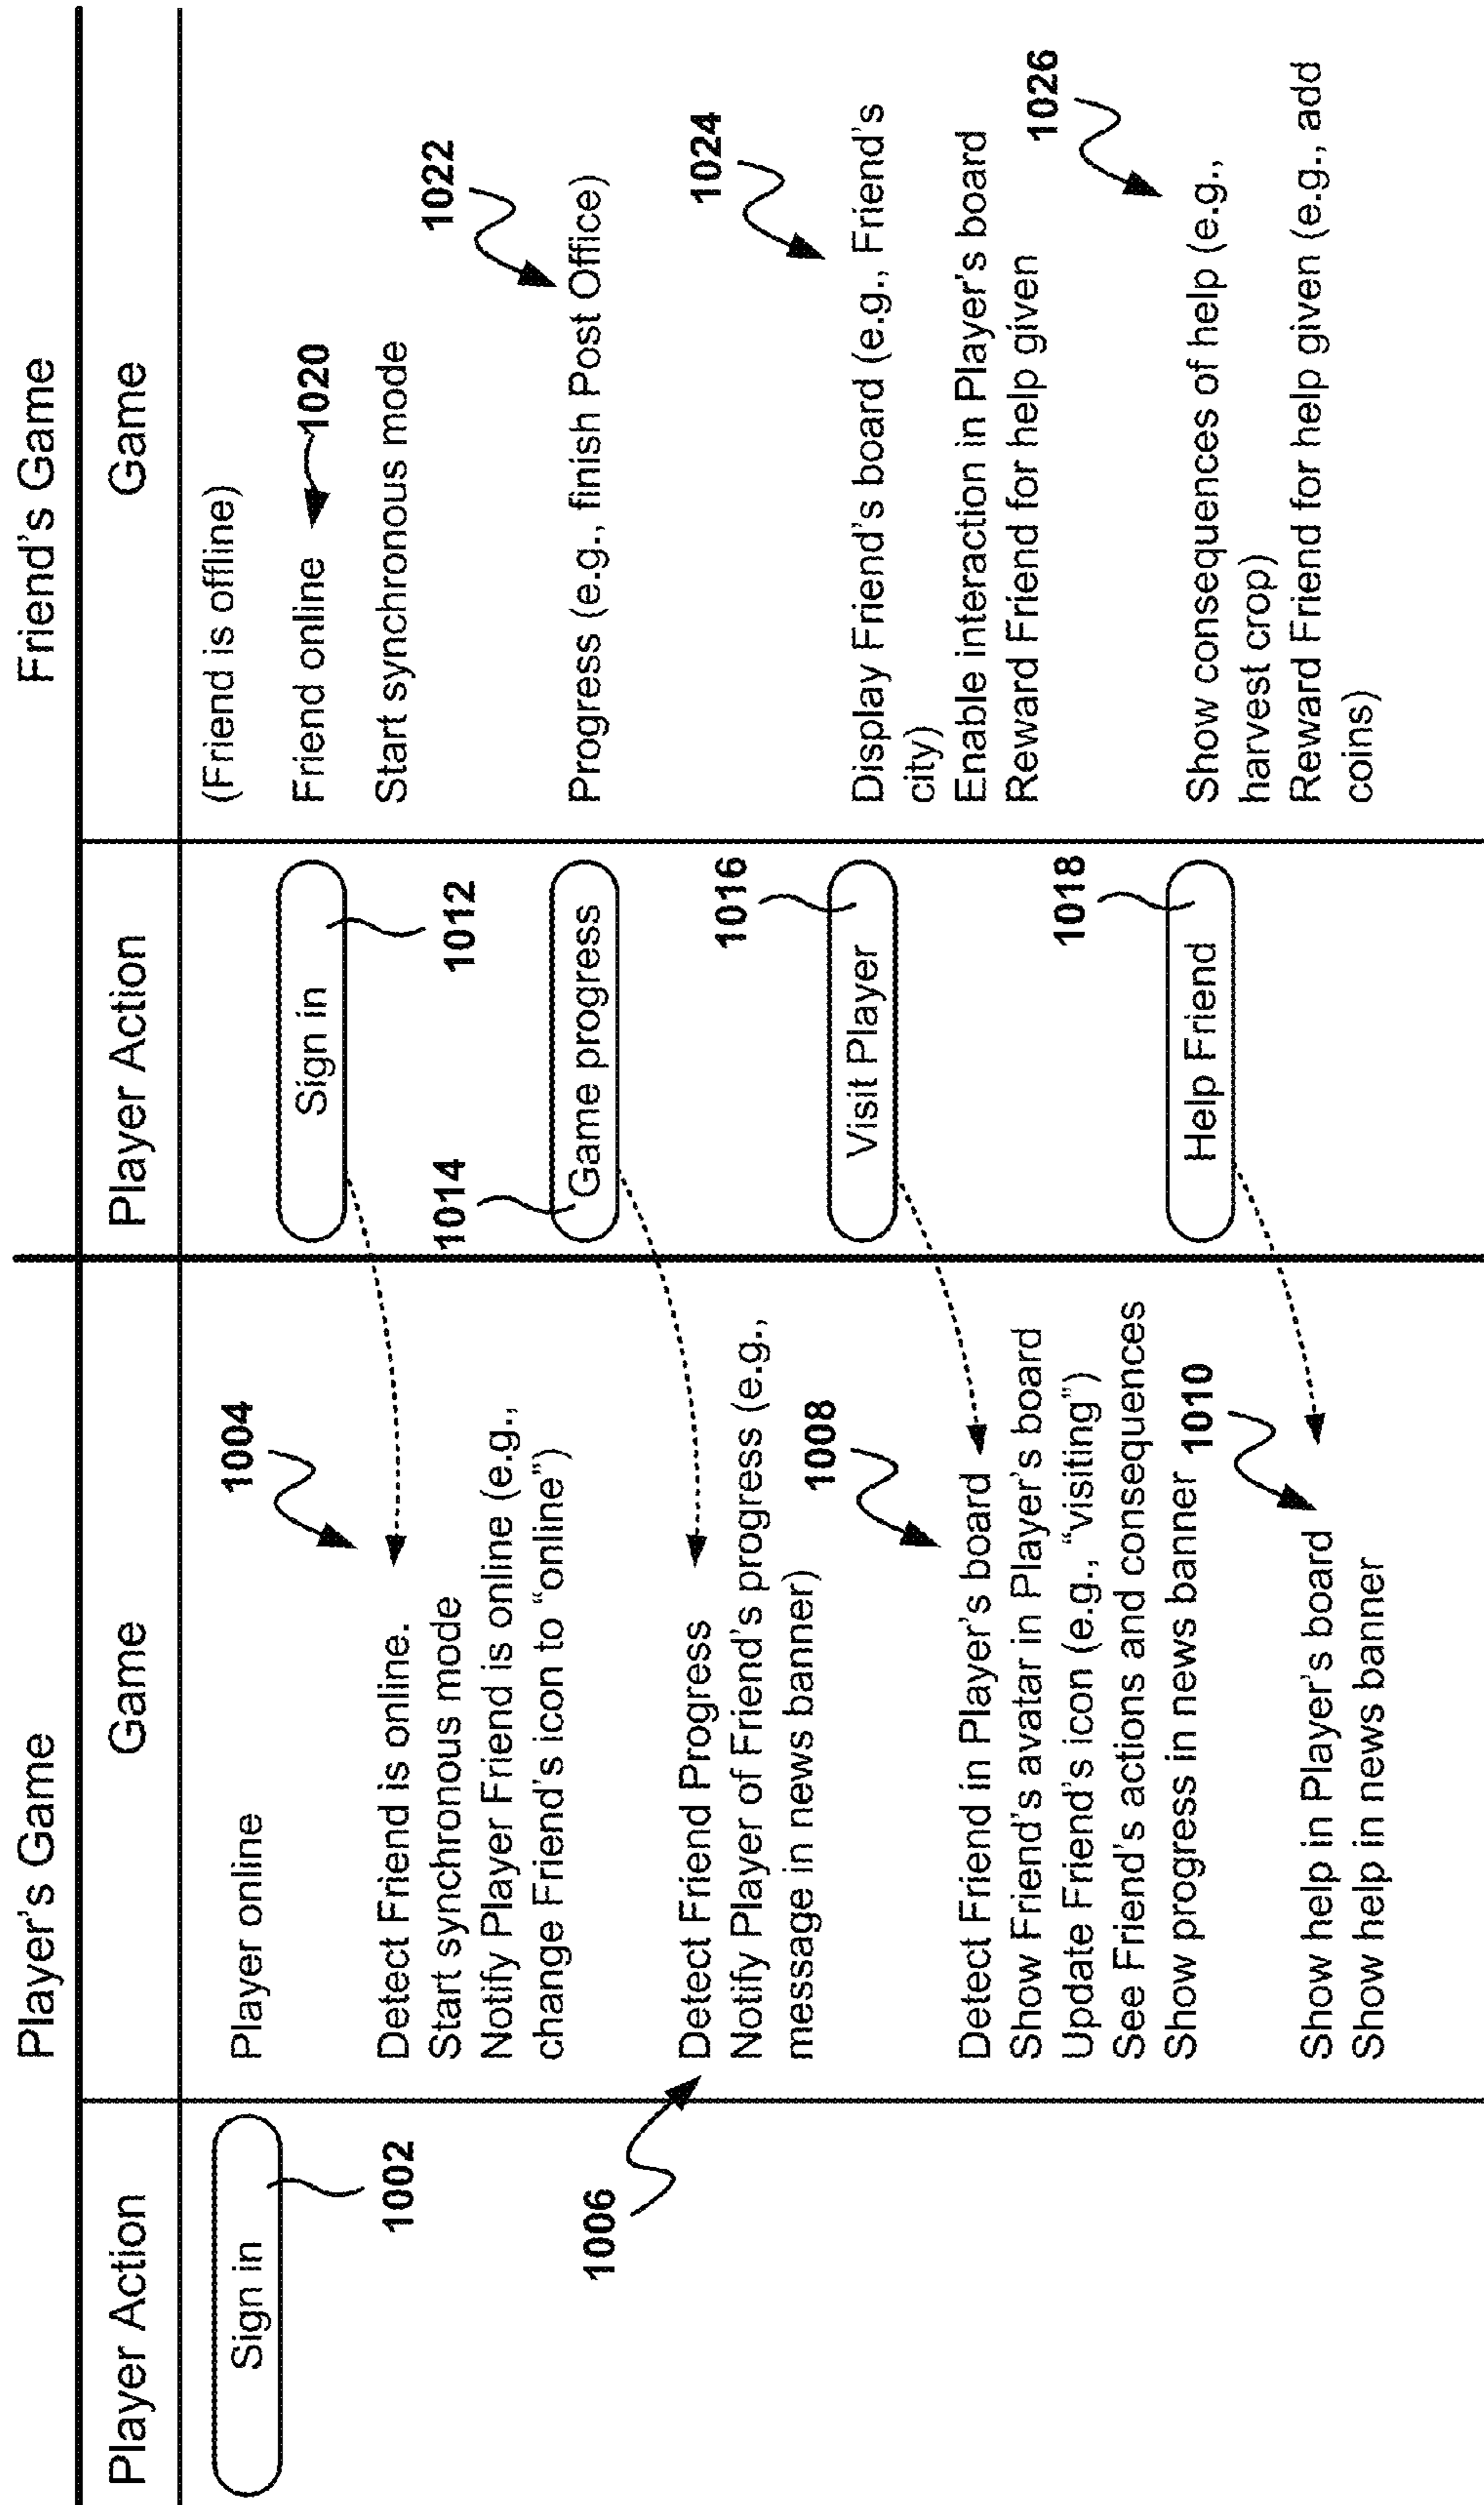 Player's Game
Friend's Game
Player Action
Game
Player Action
Game
Sign in
1002
Player online
(Friend is offline)
1004
Sign in
1012
Friend online
1020
Start synchronous mode
Detect Friend is online.
Start synchronous mode
Notify Player Friend is online (e.g.,
change Friend's icon to “online”)
1014
Game progress
1022
Progress (e.g., finish Post Office)
1006
Detect Friend Progress
Notify Player of Friend's progress (e.g.,
message in news banner)
1016
Visit Player
1024
Display Friend's board (e.g., Friend's
city)
Enable interaction in Player's board
Reward Friend for help given
1008
Detect Friend in Player's board
Show Friend's avatar in Player's board
Update Friend's icon (e.g., “visiting”)
See Friend's actions and consequences
Show progress in news banner
1018
Help Friend
1026
Show consequences of help (e.g.,
harvest crop)
Reward Friend for help given (e.g., add
coins)
1010
Show help in Player's board
Show help in news banner